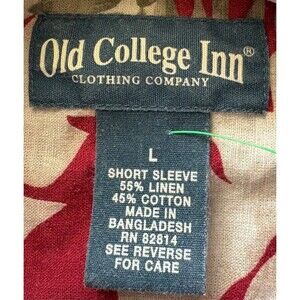 Old College Inn®
CLOTHING COMPANY
L
SHORT SLEEVE
55% LINEN
45% COTTON
MADE IN
BANGLADESH
RN 82814
SEE REVERSE
FOR CARE